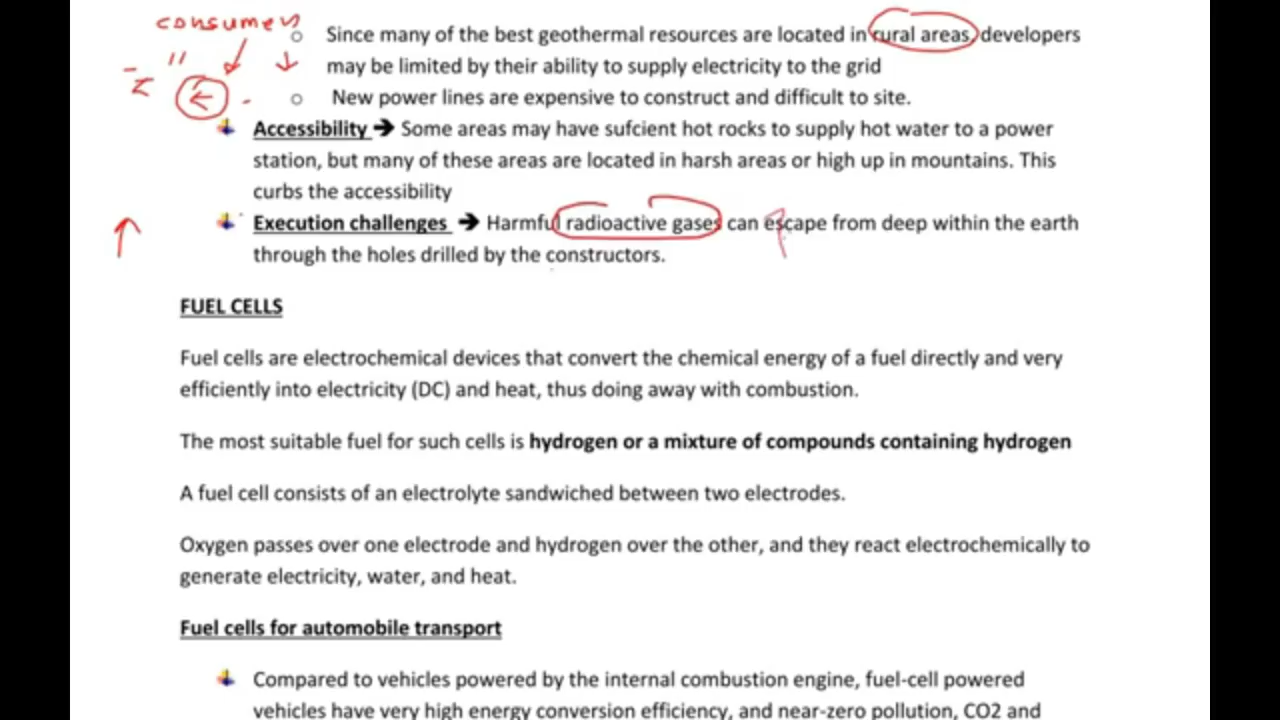 consumers
Since many of the best geothermal resources are located in rural areas, developers
may be limited by their ability to supply electricity to the grid
New power lines are expensive to construct and difficult to site.
Accessibility ➔ Some areas may have sufcient hot rocks to supply hot water to a power
station, but many of these areas are located in harsh areas or high up in mountains. This
curbs the accessibility
Execution challenges ➔ Harmful radioactive gases can escape from deep within the earth
through the holes drilled by the constructors.
FUEL CELLS
Fuel cells are electrochemical devices that convert the chemical energy of a fuel directly and very
efficiently into electricity (DC) and heat, thus doing away with combustion.
The most suitable fuel for such cells is hydrogen or a mixture of compounds containing hydrogen
A fuel cell consists of an electrolyte sandwiched between two electrodes.
Oxygen passes over one electrode and hydrogen over the other, and they react electrochemically to
generate electricity, water, and heat.
Fuel cells for automobile transport
Compared to vehicles powered by the internal combustion engine, fuel-cell powered
vehicles have very high energy conversion efficiency, and near-zero pollution, CO2 and